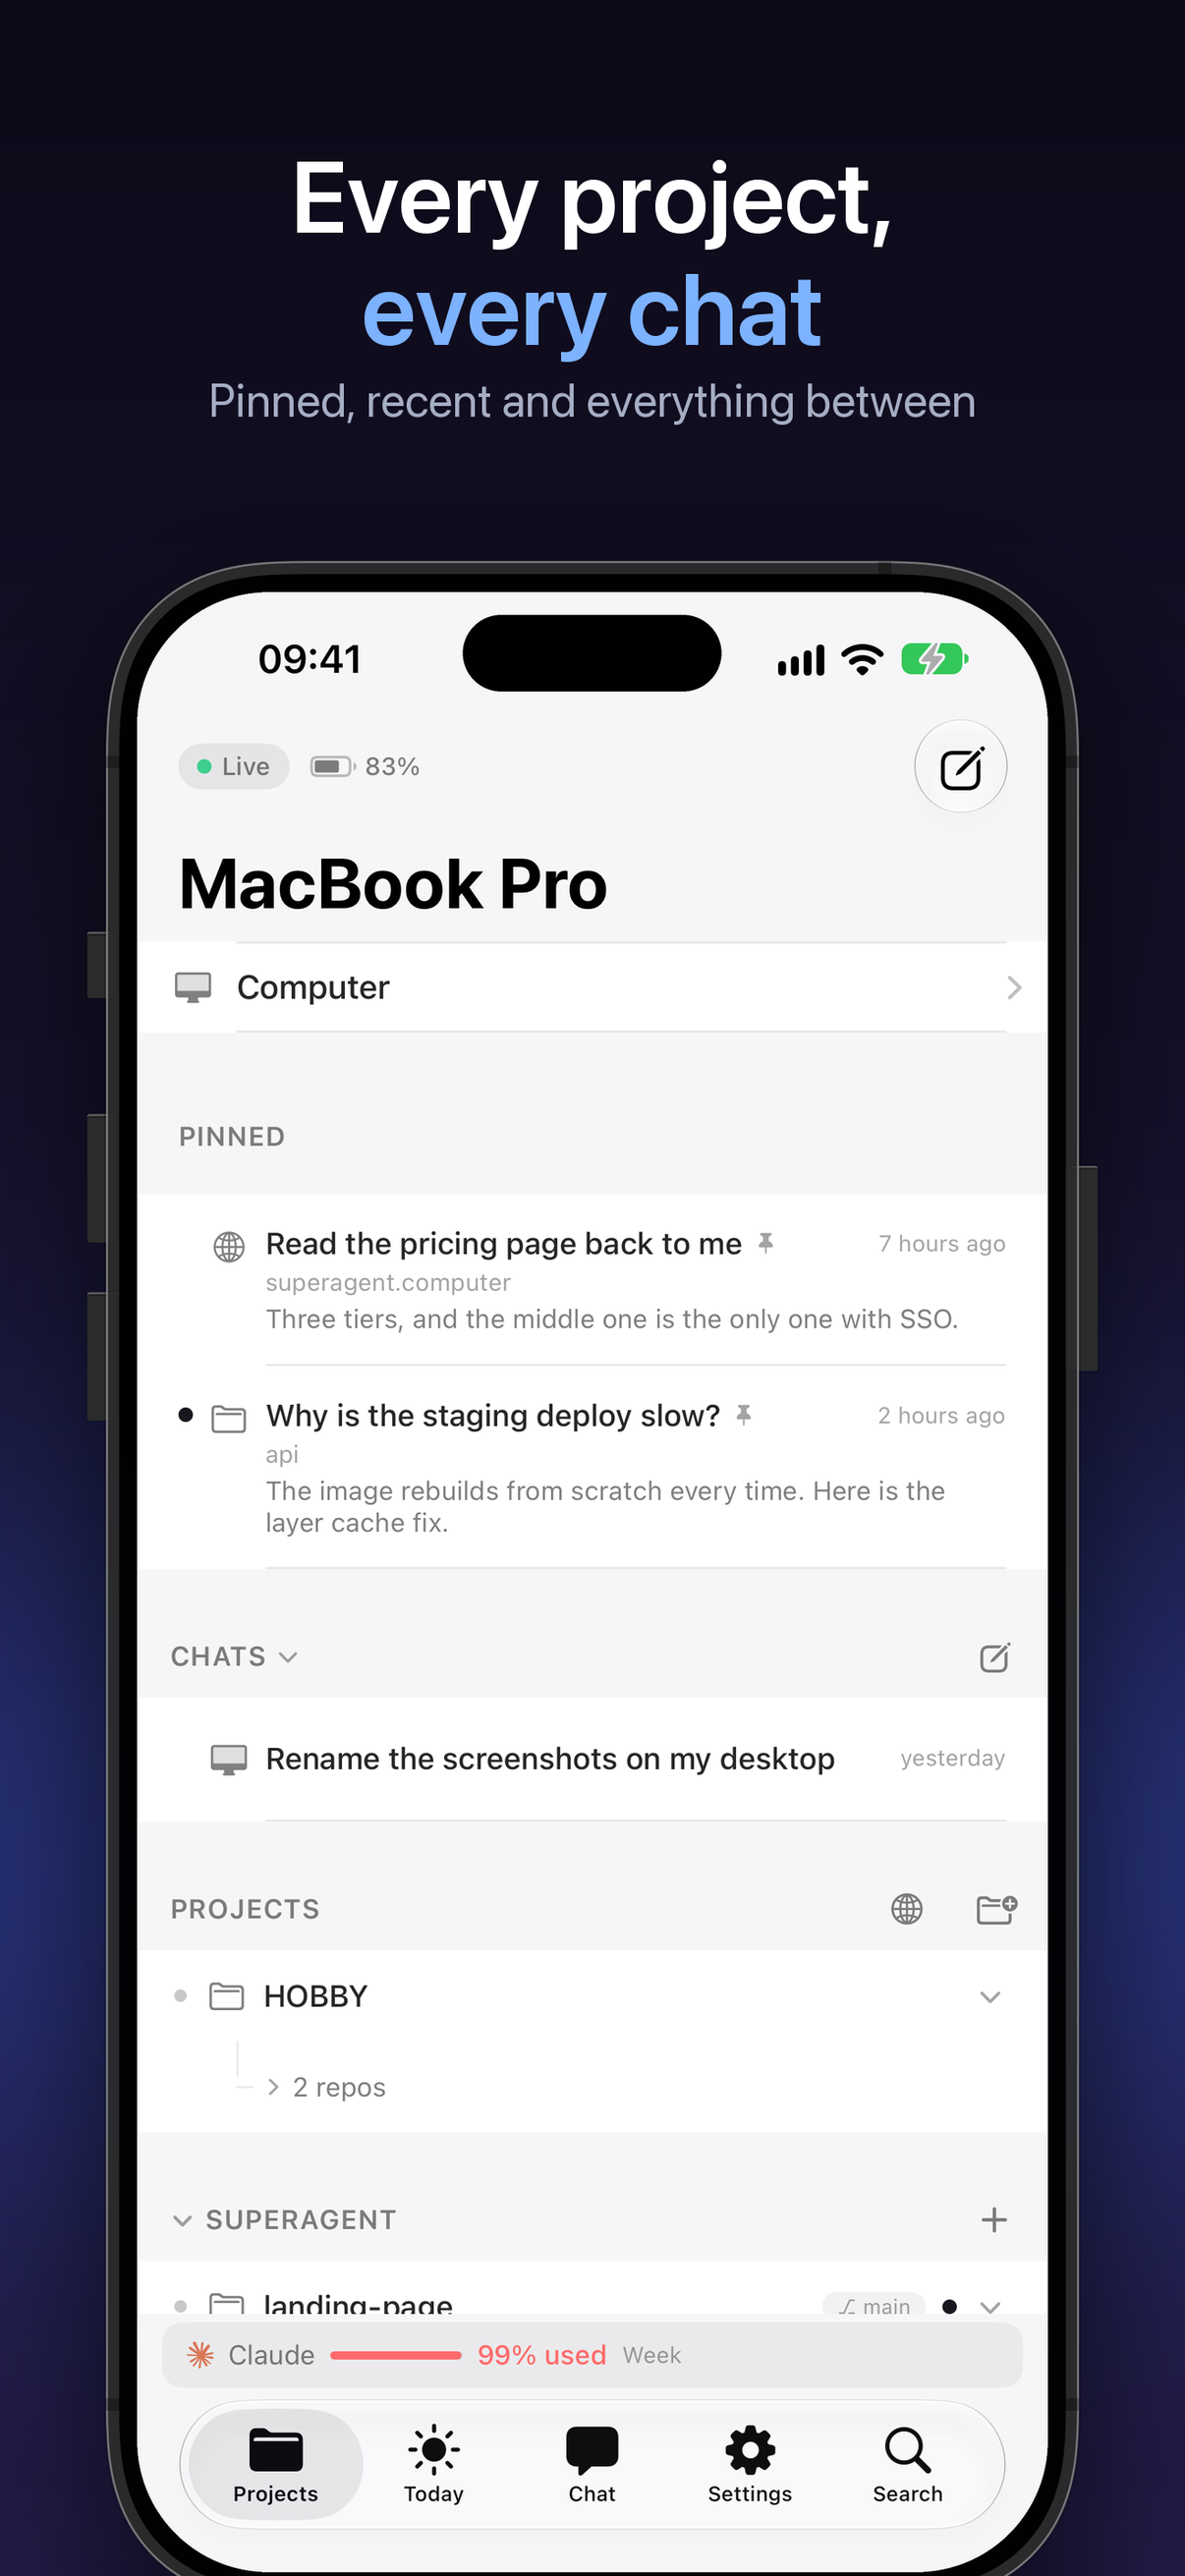 Every project,
every chat
Pinned, recent and everything between
09:41
Live 83%
MacBook Pro
Computer
PINNED
Read the pricing page back to me 7 hours ago
superagent.computer
Three tiers, and the middle one is the only one with SSO.
Why is the staging deploy slow? 2 hours ago
api
The image rebuilds from scratch every time. Here is the
layer cache fix.
CHATS
Rename the screenshots on my desktop yesterday
PROJECTS
HOBBY
2 repos
SUPERAGENT
landing-page main
Claude 99% used Week
Projects Today Chat Settings Search